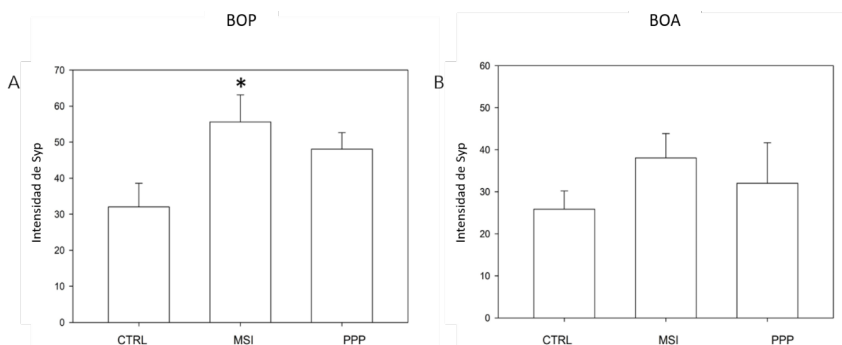 BOP
A
Intensidad de Syp
70
60
50
40
30
20
10
0
*
CTRL MSI PPP
BOA
B
Intensidad de Syp
60
50
40
30
20
10
0
CTRL MSI PPP